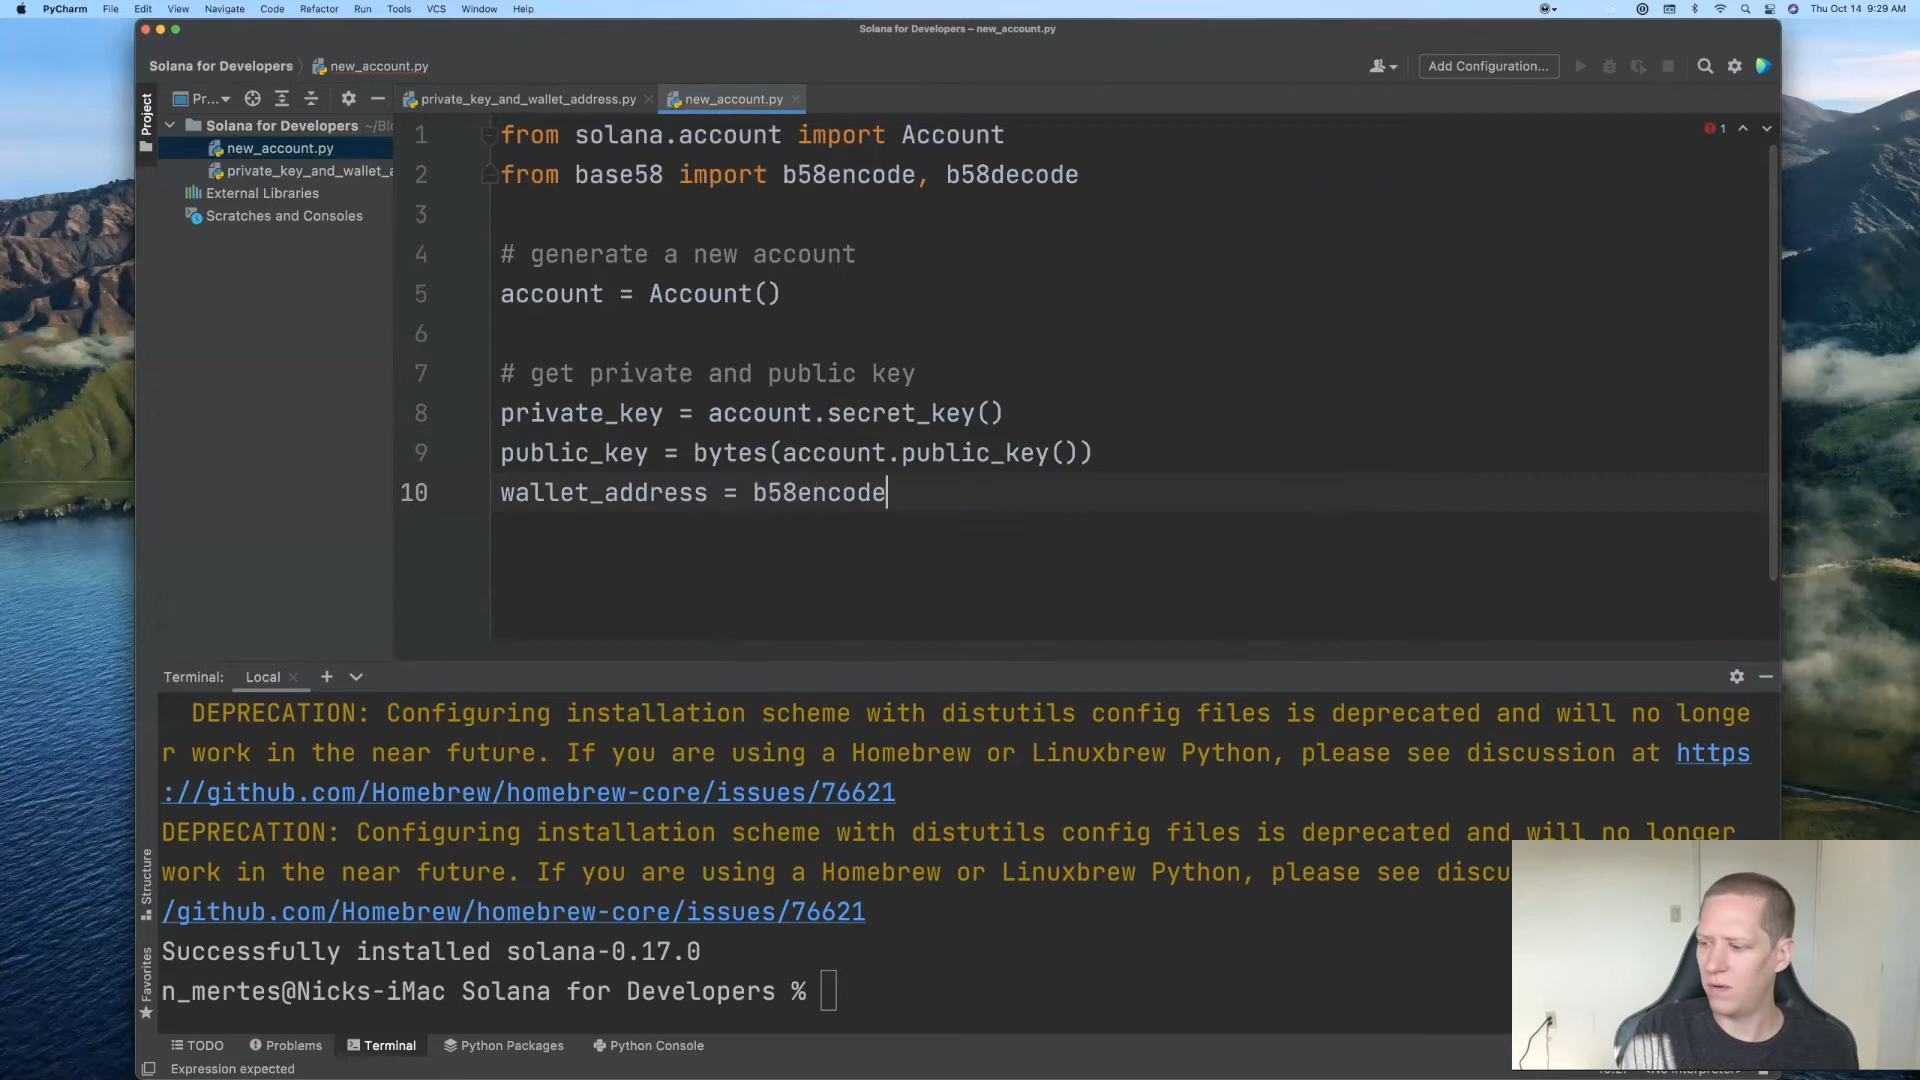 PyCharm File Edit View Navigate Code Refactor Run Tools VCS Window Help Thu Oct 14 9:29 AM
Solana for Developers – new_account.py
Solana for Developers new_account.py Add Configuration...
Project
Pr... private_key_and_wallet_address.py new_account.py
Solana for Developers ~/Blo
new_account.py
private_key_and_wallet_a
External Libraries
Scratches and Consoles
1
1 from solana.account import Account
2 from base58 import b58encode, b58decode
3
4 # generate a new account
5 account = Account()
6
7 # get private and public key
8 private_key = account.secret_key()
9 public_key = bytes(account.public_key())
10 wallet_address = b58encode
Terminal: Local
DEPRECATION: Configuring installation scheme with distutils config files is deprecated and will no longe
r work in the near future. If you are using a Homebrew or Linuxbrew Python, please see discussion at https
://github.com/Homebrew/homebrew-core/issues/76621
DEPRECATION: Configuring installation scheme with distutils config files is deprecated and will no longer
work in the near future. If you are using a Homebrew or Linuxbrew Python, please see discu
/github.com/Homebrew/homebrew-core/issues/76621
Successfully installed solana-0.17.0
n_mertes@Nicks-iMac Solana for Developers %
Structure
Favorites
TODO Problems Terminal Python Packages Python Console
Expression expected